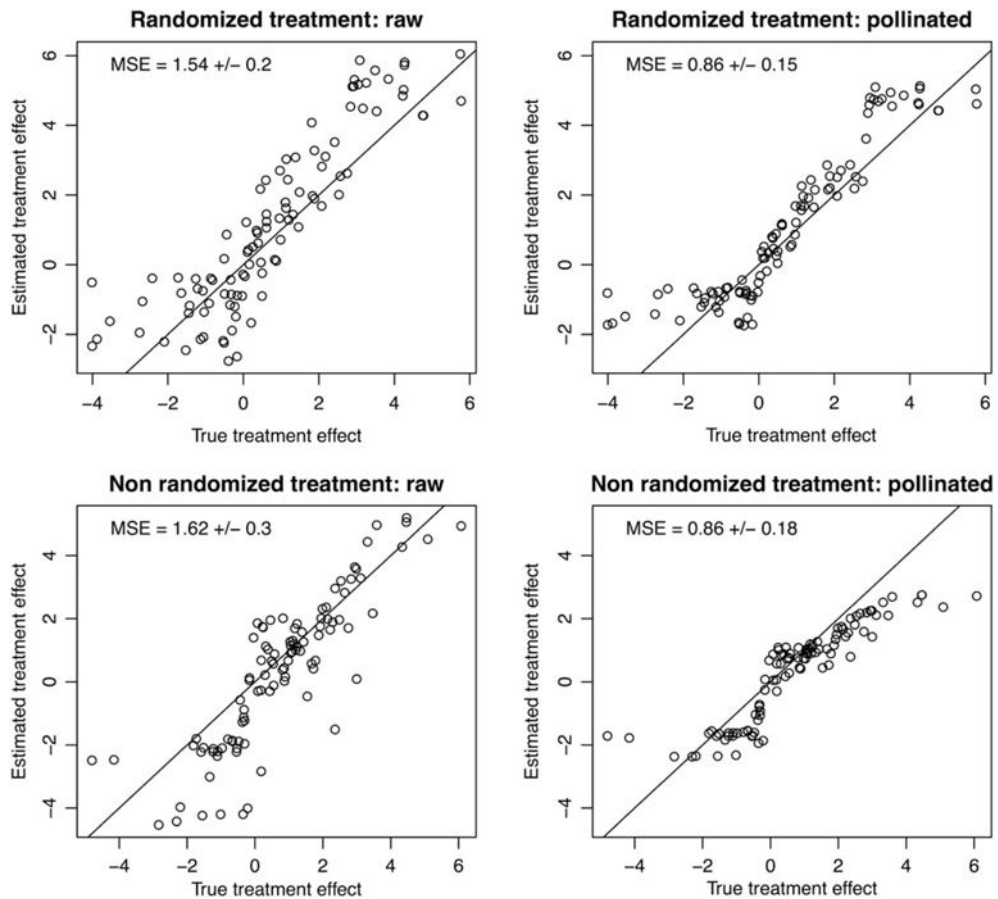 Randomized treatment: raw
MSE = 1.54 +/− 0.2
Estimated treatment effect
6
4
2
0
−2
−4 −2 0 2 4 6
True treatment effect
Randomized treatment: pollinated
MSE = 0.86 +/− 0.15
Estimated treatment effect
6
4
2
0
−2
−4 −2 0 2 4 6
True treatment effect
Non randomized treatment: raw
MSE = 1.62 +/− 0.3
Estimated treatment effect
4
2
0
−2
−4
−4 −2 0 2 4 6
True treatment effect
Non randomized treatment: pollinated
MSE = 0.86 +/− 0.18
Estimated treatment effect
4
2
0
−2
−4
−4 −2 0 2 4 6
True treatment effect